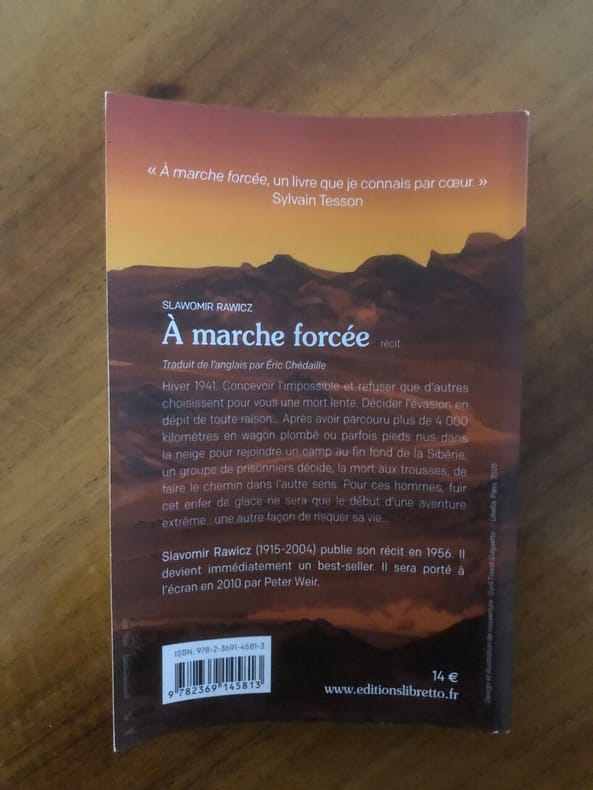 « À marche forcée, un livre que je connais par cœur. »
Sylvain Tesson
SLAWOMIR RAWICZ
À marche forcée récit
Traduit de l'anglais par Éric Chédaille
Hiver 1941. Concevoir l'impossible et refuser que d'autres
choisissent pour vous une mort lente. Décider l'évasion en
dépit de toute raison... Après avoir parcouru plus de 4 000
kilomètres en wagon plombé ou parfois pieds nus dans
la neige pour rejoindre un camp au fin fond de la Sibérie,
un groupe de prisonniers décide, la mort aux trousses, de
faire le chemin dans l'autre sens. Pour ces hommes, fuir
cet enfer de glace ne sera que le début d'une aventure
extrême : une autre façon de risquer sa vie...
Slavomir Rawicz (1915-2004) publie son récit en 1956. Il
devient immédiatement un best-seller. Il sera porté à
l'écran en 2010 par Peter Weir.
ISBN: 978-2-3691-4581-3
9 782369 145813
14 €
www.editionslibretto.fr
Design et illustration de couverture